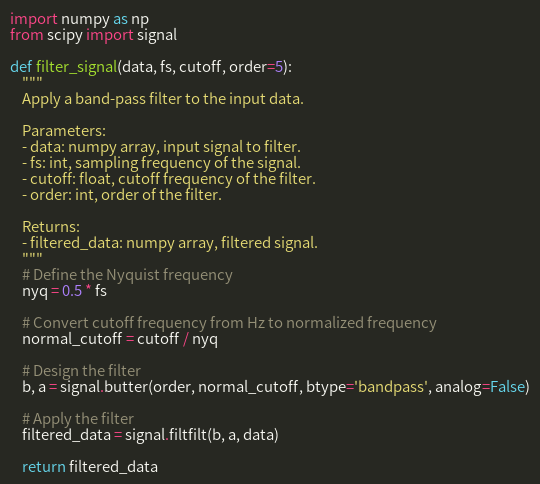 import numpy as np
from scipy import signal

def filter_signal(data, fs, cutoff, order=5):
    """
    Apply a band-pass filter to the input data.

    Parameters:
    - data: numpy array, input signal to filter.
    - fs: int, sampling frequency of the signal.
    - cutoff: float, cutoff frequency of the filter.
    - order: int, order of the filter.

    Returns:
    - filtered_data: numpy array, filtered signal.
    """
    # Define the Nyquist frequency
    nyq = 0.5 * fs

    # Convert cutoff frequency from Hz to normalized frequency
    normal_cutoff = cutoff / nyq

    # Design the filter
    b, a = signal.butter(order, normal_cutoff, btype='bandpass', analog=False)

    # Apply the filter
    filtered_data = signal.filtfilt(b, a, data)

    return filtered_data